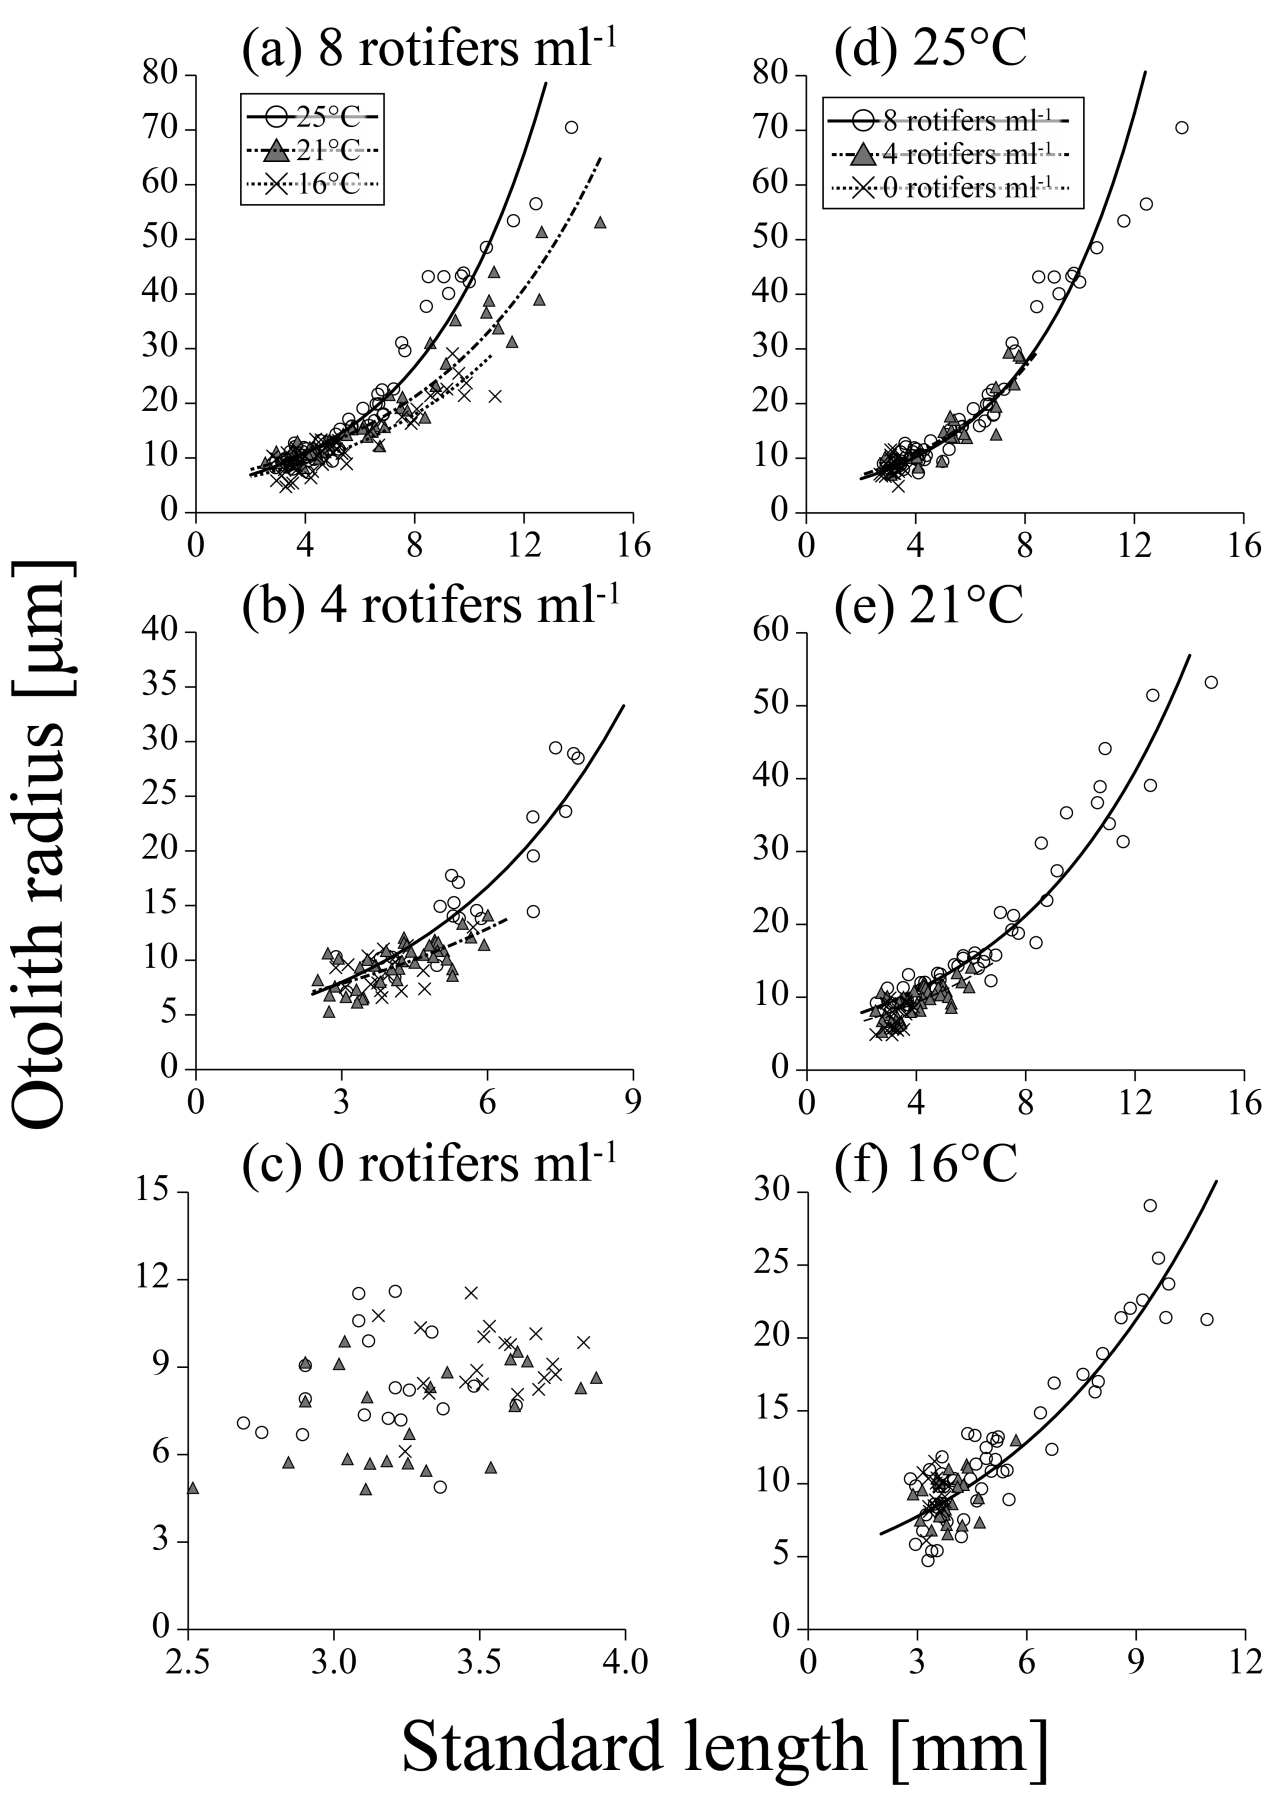 (a) 8 rotifers ml-1
80
70
60
50
40
30
20
10
0
0 4 8 12 16
25°C
21°C
16°C
(d) 25°C
80
70
60
50
40
30
20
10
0
0 4 8 12 16
8 rotifers ml-1
4 rotifers ml-1
0 rotifers ml-1
(b) 4 rotifers ml-1
40
35
30
25
20
15
10
5
0
0 3 6 9
(e) 21°C
60
50
40
30
20
10
0
0 4 8 12 16
(c) 0 rotifers ml-1
15
12
9
6
3
0
2.5 3.0 3.5 4.0
(f) 16°C
30
25
20
15
10
5
0
0 3 6 9 12
Otolith radius [µm]
Standard length [mm]